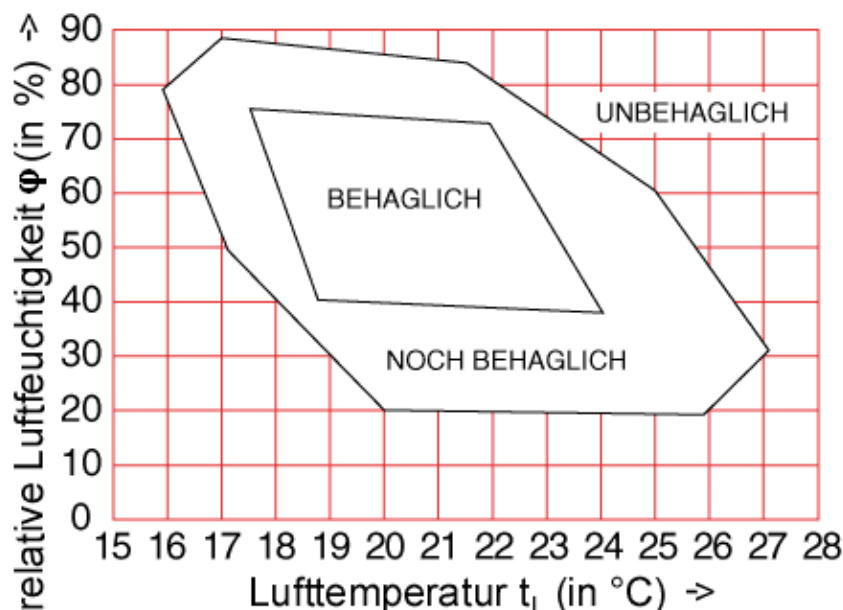 relative Luftfeuchtigkeit φ (in %) ->
90
80
70
60
50
40
30
20
10
0
UNBEHAGLICH
BEHAGLICH
NOCH BEHAGLICH
15 16 17 18 19 20 21 22 23 24 25 26 27 28
Lufttemperatur tL (in °C) ->